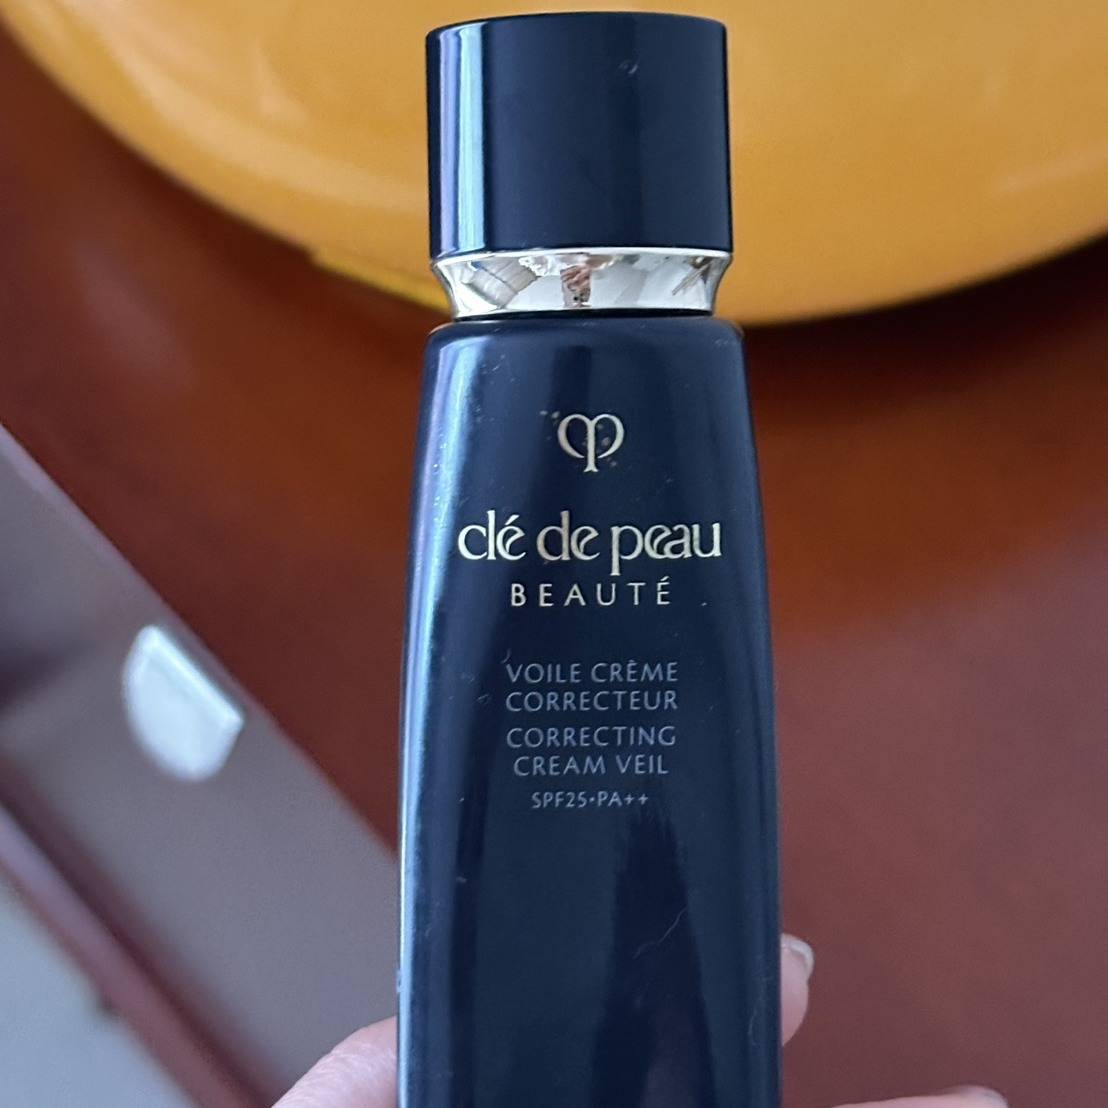 clé de peau
BEAUTÉ
VOILE CRÈME
CORRECTEUR
CORRECTING
CREAM VEIL
SPF25·PA++